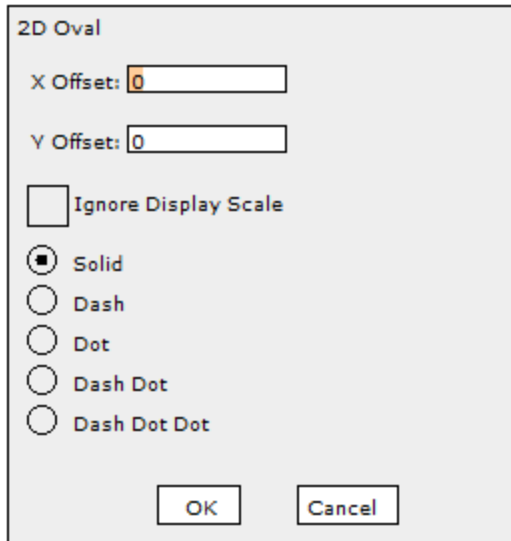 2D Oval
X Offset: 0
Y Offset: 0
Ignore Display Scale
Solid
Dash
Dot
Dash Dot
Dash Dot Dot
OK Cancel